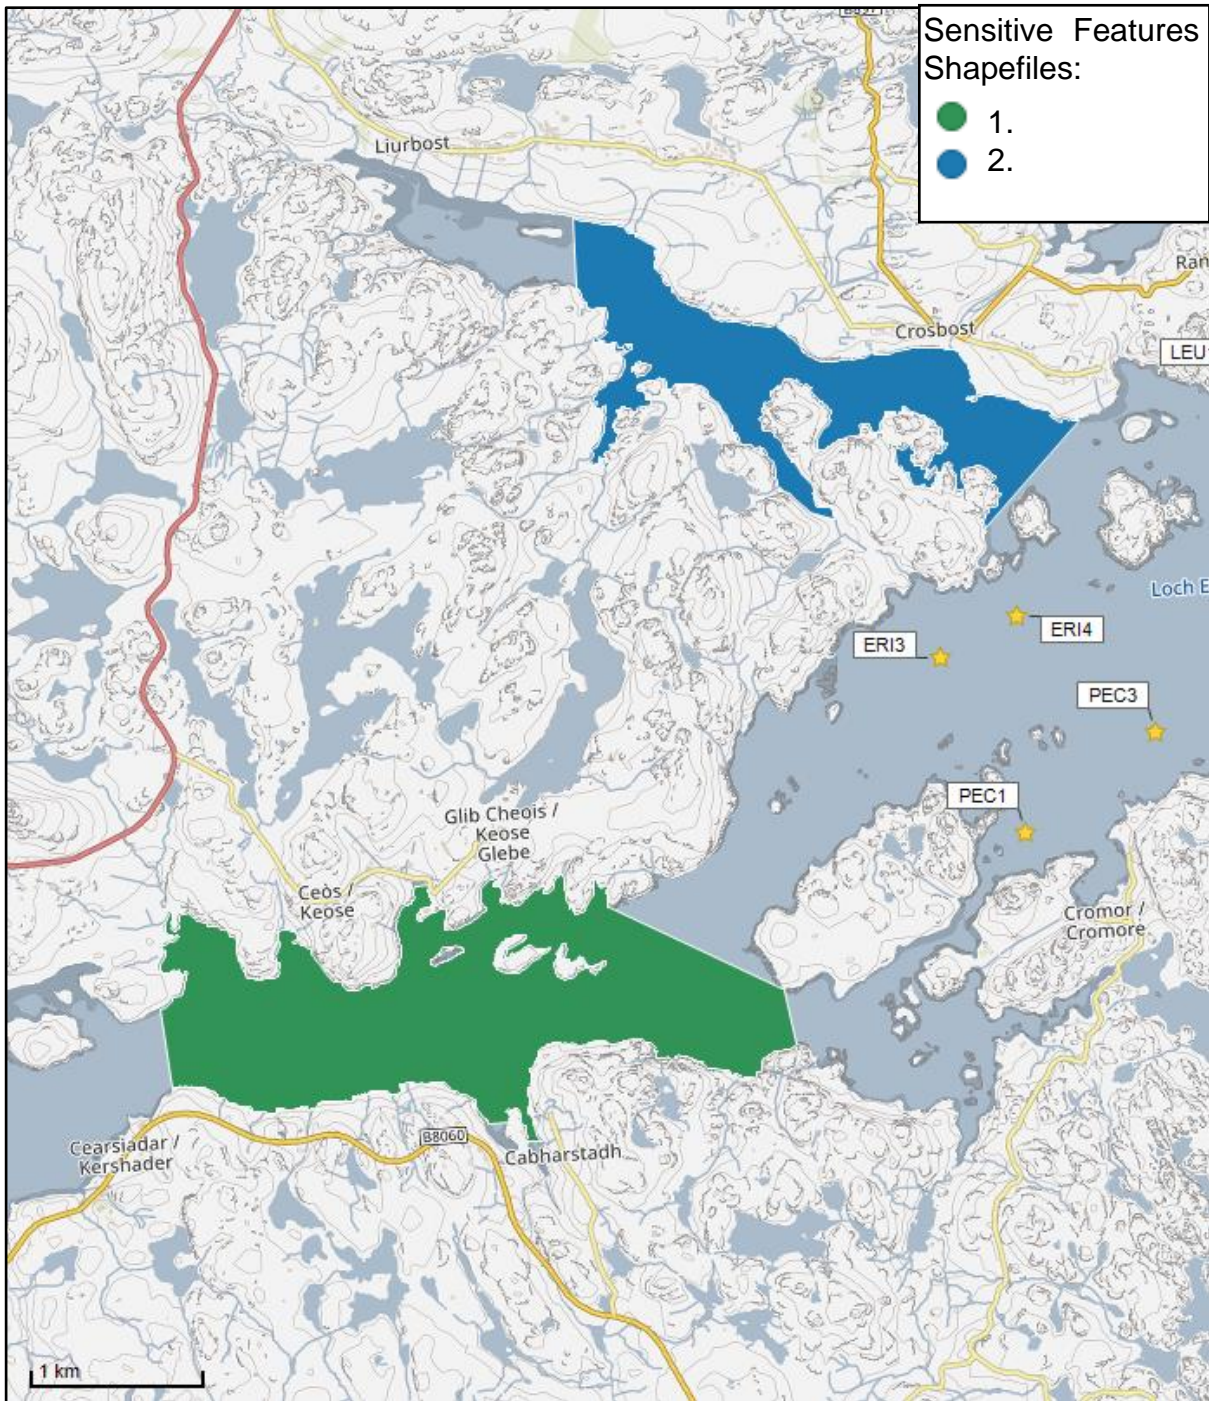 Sensitive Features
Shapefiles:
1.
2.
Liurbost
Ran
Crosbost
LEU
Loch E
ERI4
ERI3
PEC3
PEC1
Glib Cheois /
Keose
Glebe
Ceòs /
Keose
Cromor /
Cromore
B8060
Cearsiadar /
Kershader
Cabharstadh
1 km